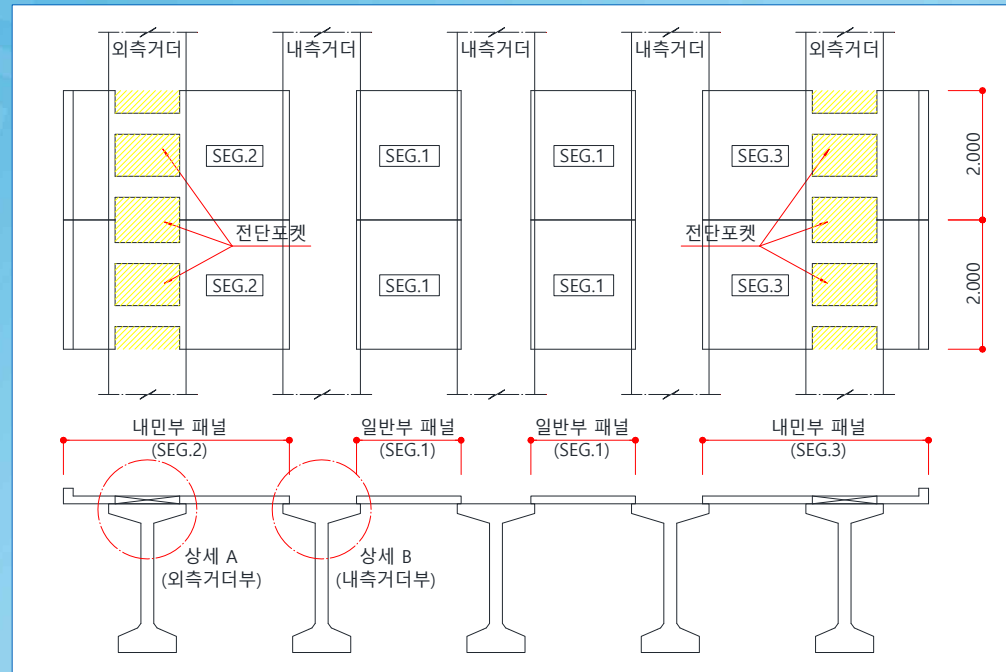 외측거더
내측거더
내측거더
내측거더
외측거더
SEG.2
SEG.1
SEG.1
SEG.3
2.000
전단포켓
전단포켓
SEG.2
SEG.1
SEG.1
SEG.3
2.000
내민부 패널
(SEG.2)
일반부 패널
(SEG.1)
일반부 패널
(SEG.1)
내민부 패널
(SEG.3)
상세 A
(외측거더부)
상세 B
(내측거더부)